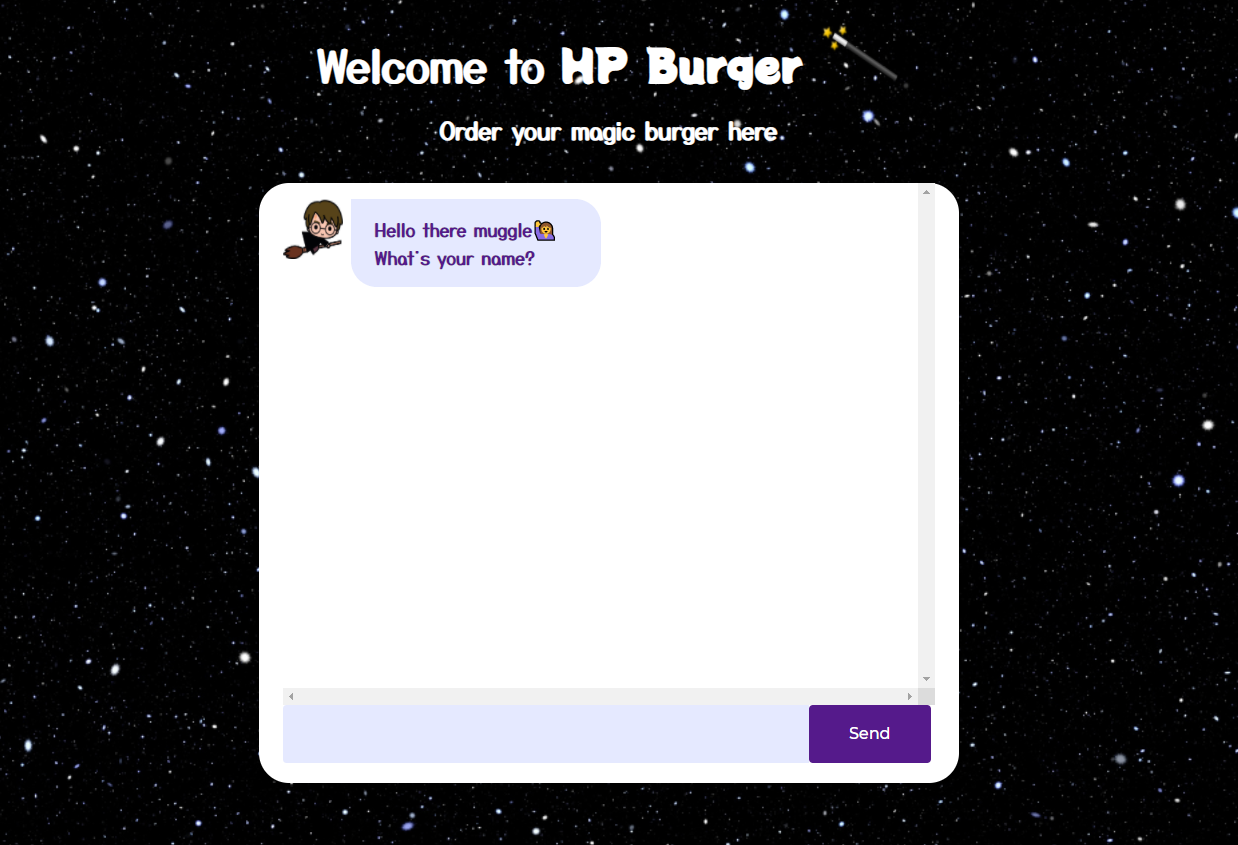 Welcome to HP Burger
Order your magic burger here
Hello there muggle🙋
What's your name?
Send